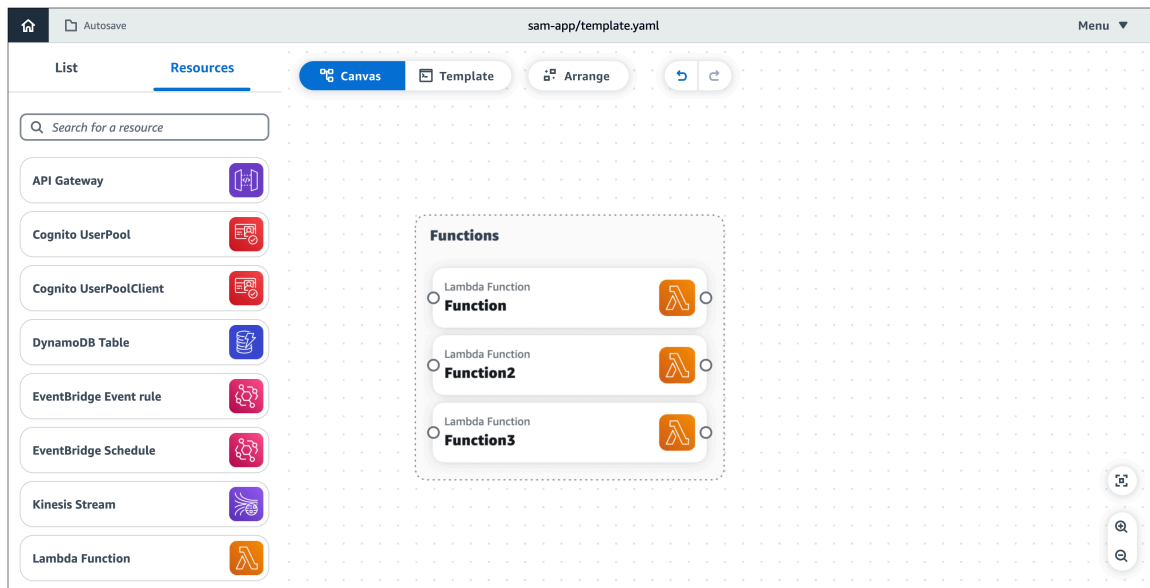 Autosave
sam-app/template.yaml
Menu
List
Resources
Canvas
Template
Arrange
Search for a resource
API Gateway
Cognito UserPool
Cognito UserPoolClient
DynamoDB Table
EventBridge Event rule
EventBridge Schedule
Kinesis Stream
Lambda Function
Functions
Lambda Function
Function
Lambda Function
Function2
Lambda Function
Function3